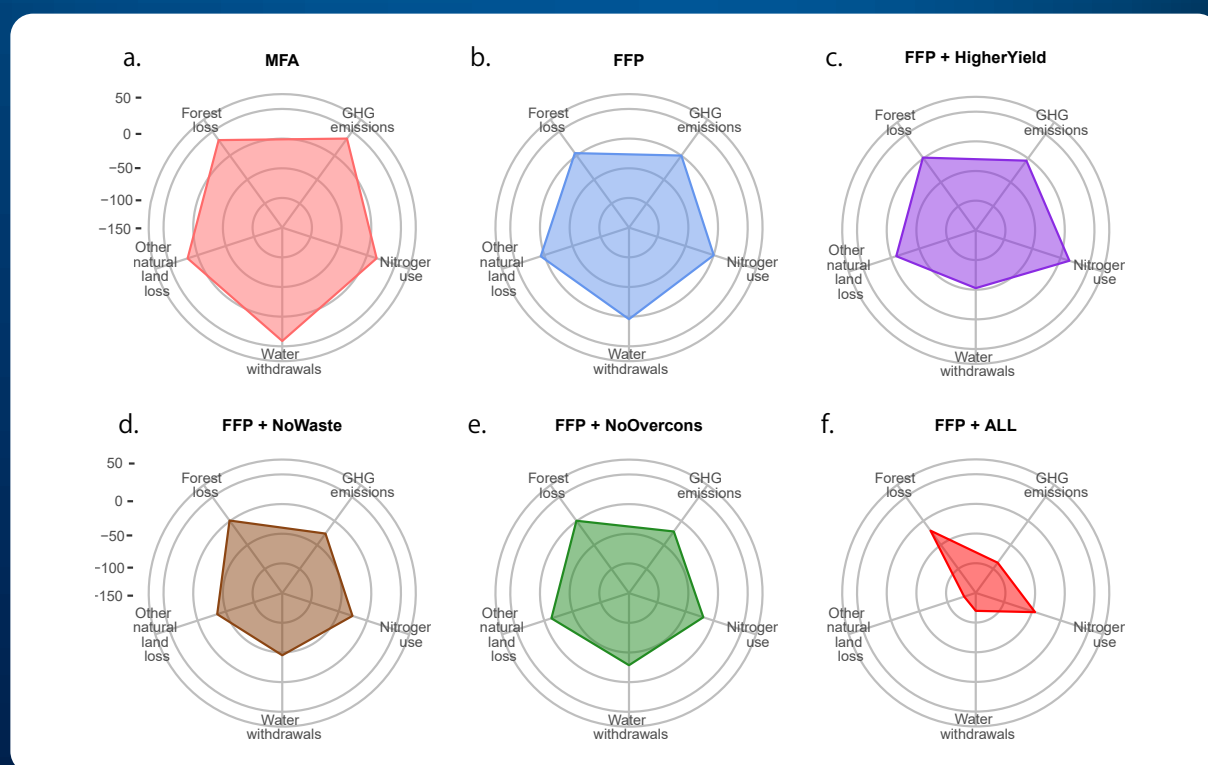 a.
MFA
50
0
−50
−100
−150
Forest
loss
GHG
emissions
Other
natural
land
loss
Nitroger
use
Water
withdrawals
b.
FFP
Forest
loss
GHG
emissions
Other
natural
land
loss
Nitroger
use
Water
withdrawals
c.
FFP + HigherYield
Forest
loss
GHG
emissions
Other
natural
land
loss
Nitroger
use
Water
withdrawals
d.
FFP + NoWaste
50
0
-50
-100
-150
Forest
loss
GHG
emissions
Other
natural
land
loss
Nitroger
use
Water
withdrawals
e.
FFP + NoOvercons
Forest
loss
GHG
emissions
Other
natural
land
loss
Nitroger
use
Water
withdrawals
f.
FFP + ALL
Forest
loss
GHG
emissions
Other
natural
land
loss
Nitroger
use
Water
withdrawals